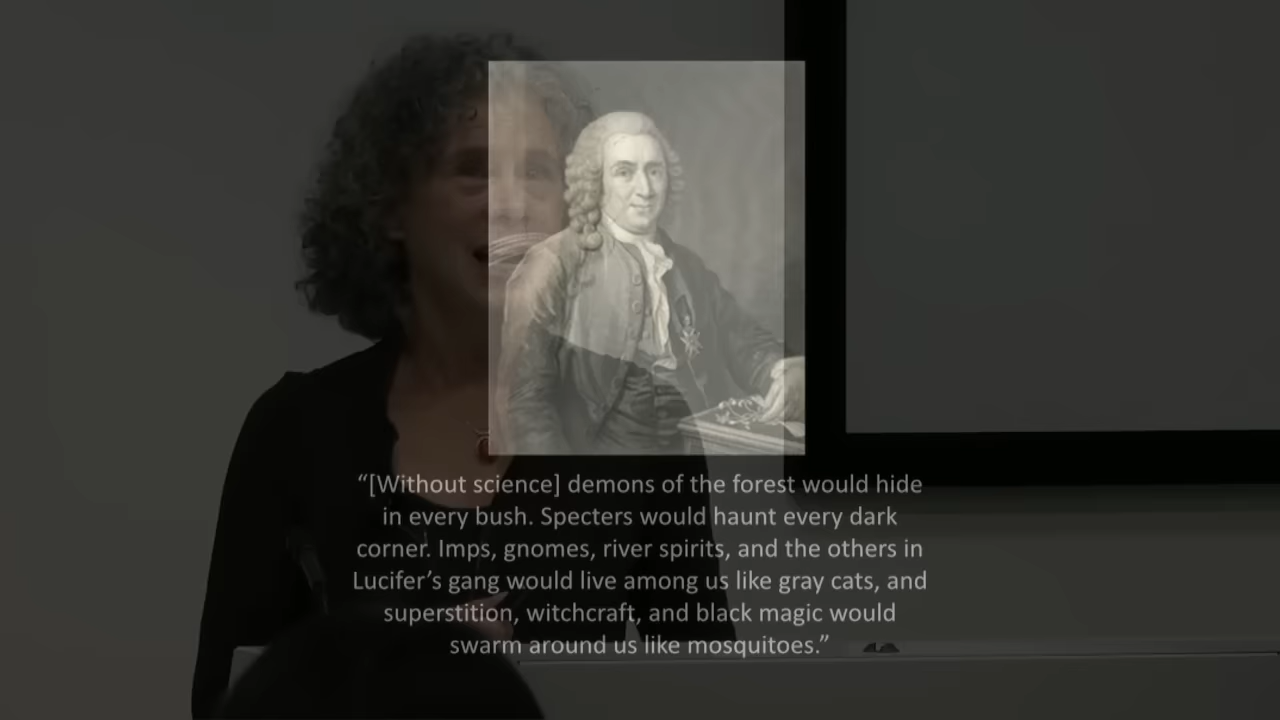 “[Without science] demons of the forest would hide
in every bush. Specters would haunt every dark
corner. Imps, gnomes, river spirits, and the others in
Lucifer’s gang would live among us like gray cats, and
superstition, witchcraft, and black magic would
swarm around us like mosquitoes.”